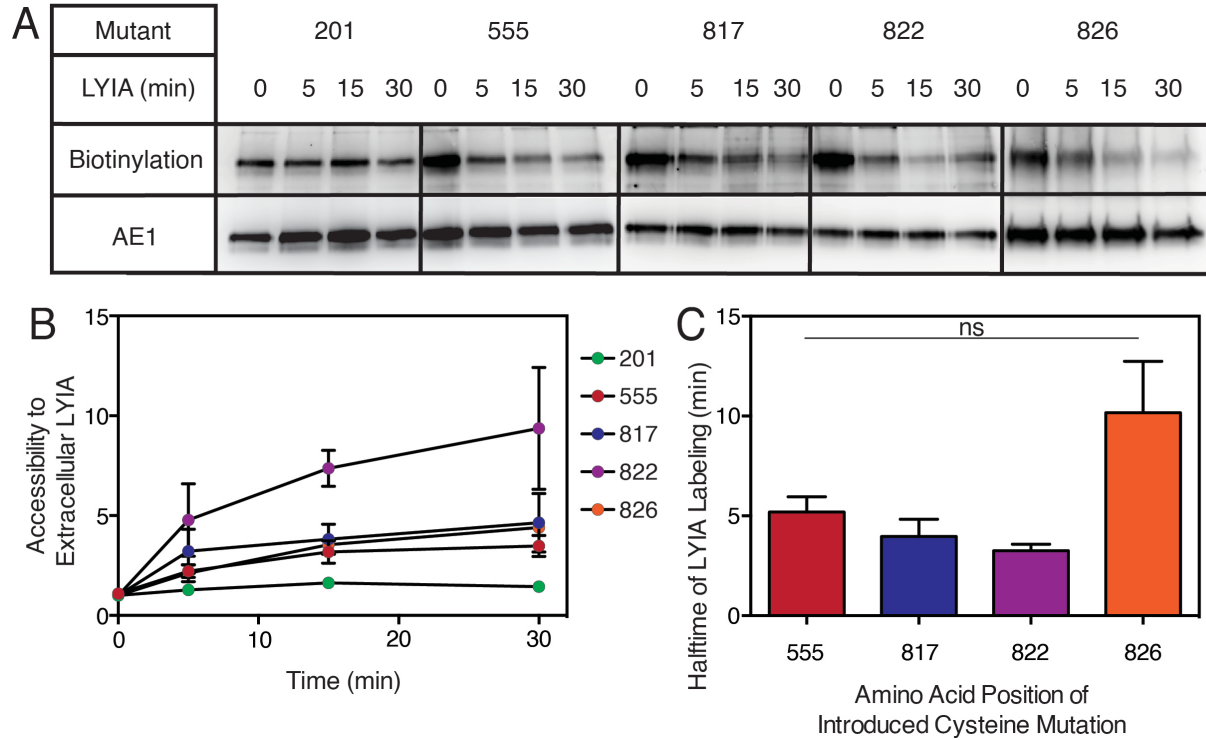 A
Mutant 201 555 817 822 826
LYIA (min) 0 5 15 30 0 5 15 30 0 5 15 30 0 5 15 30 0 5 15 30
Biotinylation
AE1
B
Accessibility to
Extracellular LYIA
15
10
5
0
0 10 20 30
Time (min)
201
555
817
822
826
C
Halftime of LYIA Labeling (min)
15
10
5
0
ns
555 817 822 826
Amino Acid Position of
Introduced Cysteine Mutation